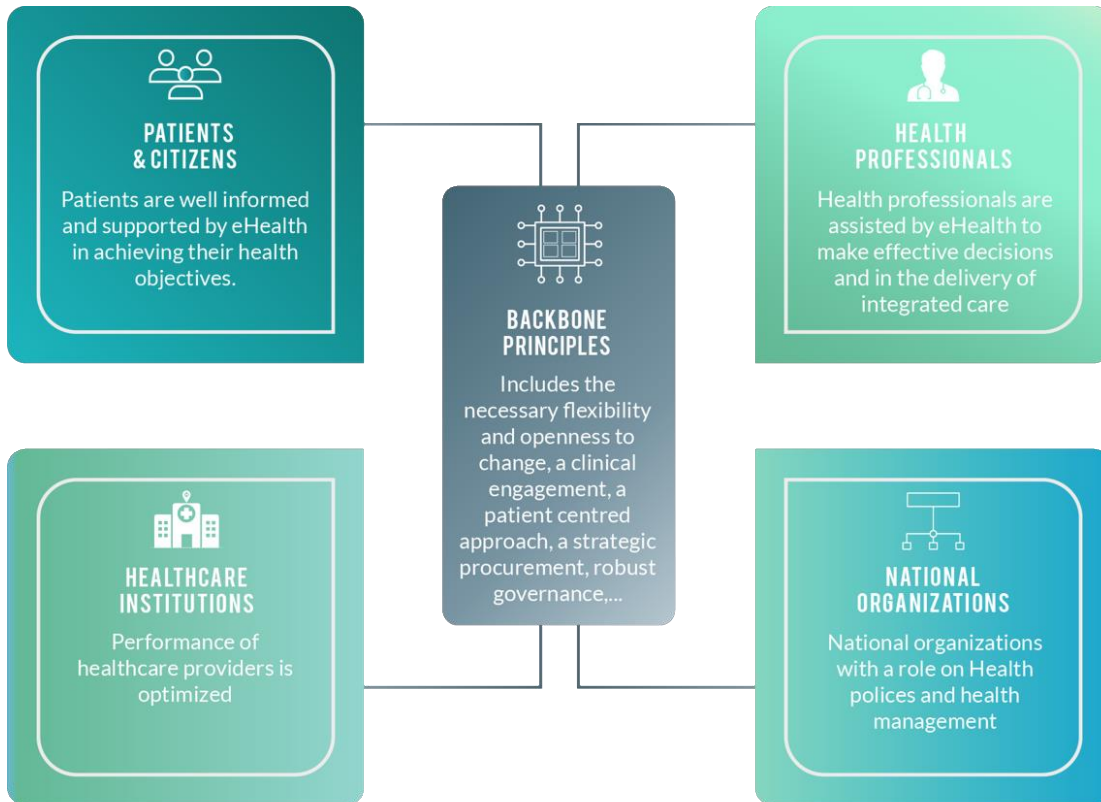 PATIENTS
& CITIZENS
Patients are well informed
and supported by eHealth
in achieving their health
objectives.
HEALTH
PROFESSIONALS
Health professionals are
assisted by eHealth to
make effective decisions
and in the delivery of
integrated care
BACKBONE
PRINCIPLES
Includes the
necessary flexibility
and openness to
change, a clinical
engagement, a
patient centred
approach, a strategic
procurement, robust
governance,...
HEALTHCARE
INSTITUTIONS
Performance of
healthcare providers is
optimized
NATIONAL
ORGANIZATIONS
National organizations
with a role on Health
polices and health
management